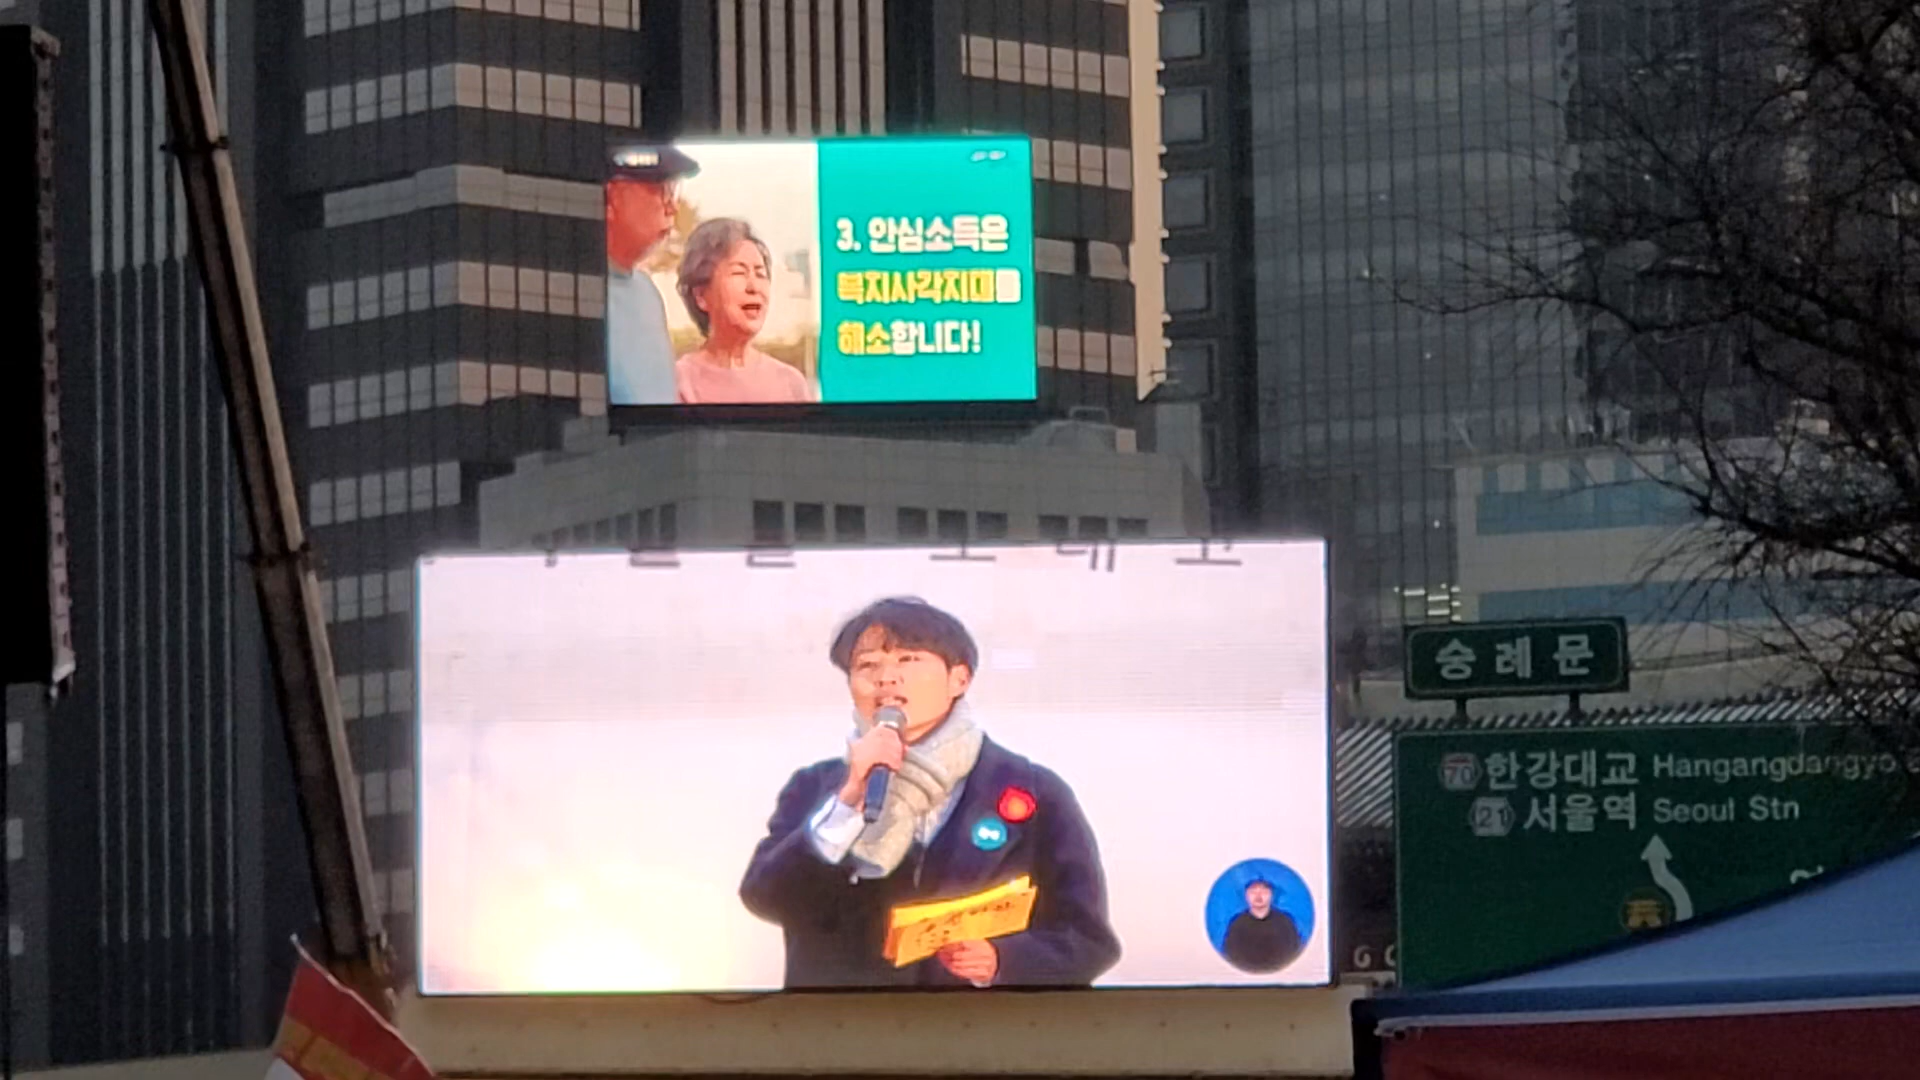 3. 안심소득은
복지사각지대를
해소합니다!
숭례문
70 한강대교 Hangangdaegyo
21 서울역 Seoul Stn